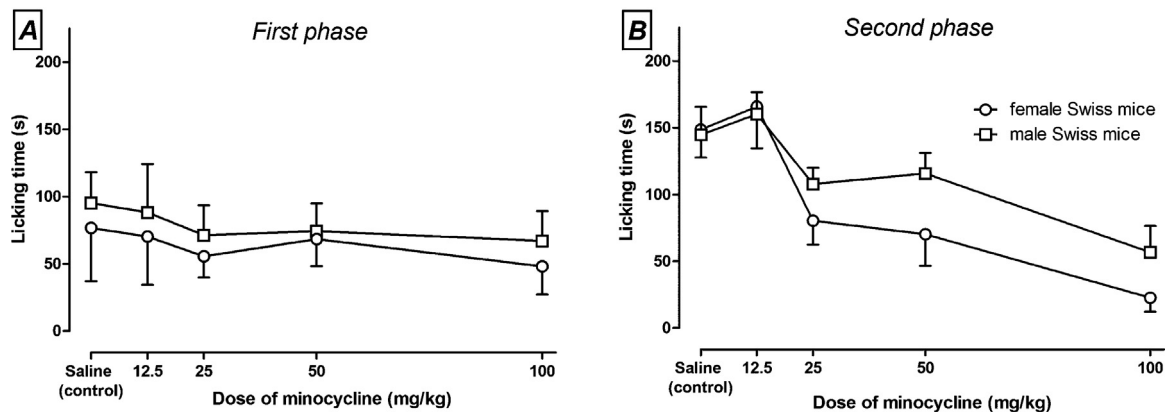 A
First phase
200
150
100
50
0
Licking time (s)
Saline
(control)
12.5
25
50
100
Dose of minocycline (mg/kg)
B
Second phase
200
150
100
50
0
Licking time (s)
female Swiss mice
male Swiss mice
Saline
(control)
12.5
25
50
100
Dose of minocycline (mg/kg)